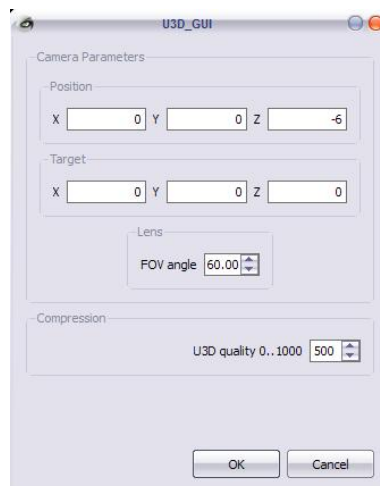 U3D_GUI
Camera Parameters
Position
X 0 Y 0 Z -6
Target
X 0 Y 0 Z 0
Lens
FOV angle 60.00
Compression
U3D quality 0..1000 500
OK Cancel